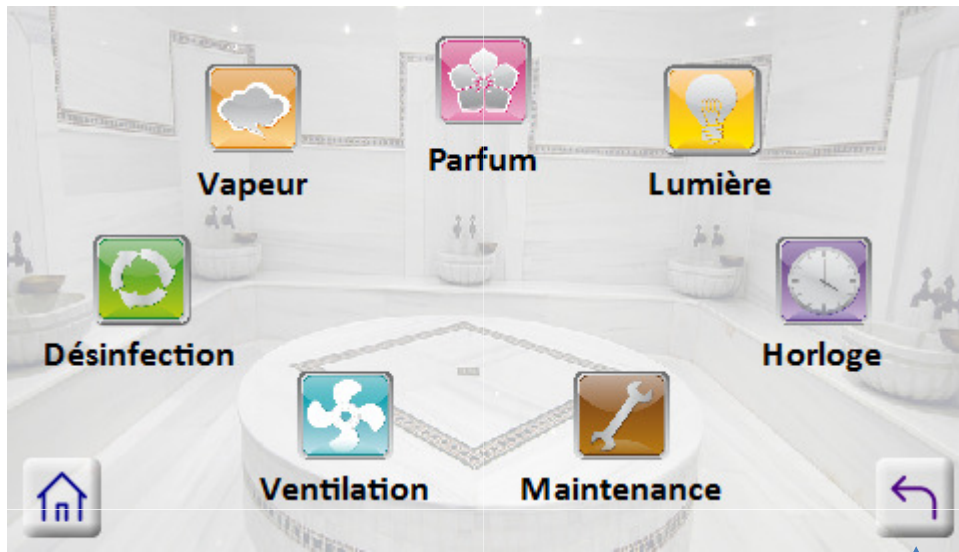 Parfum
Vapeur
Lumière
Désinfection
Horloge
Ventilation
Maintenance